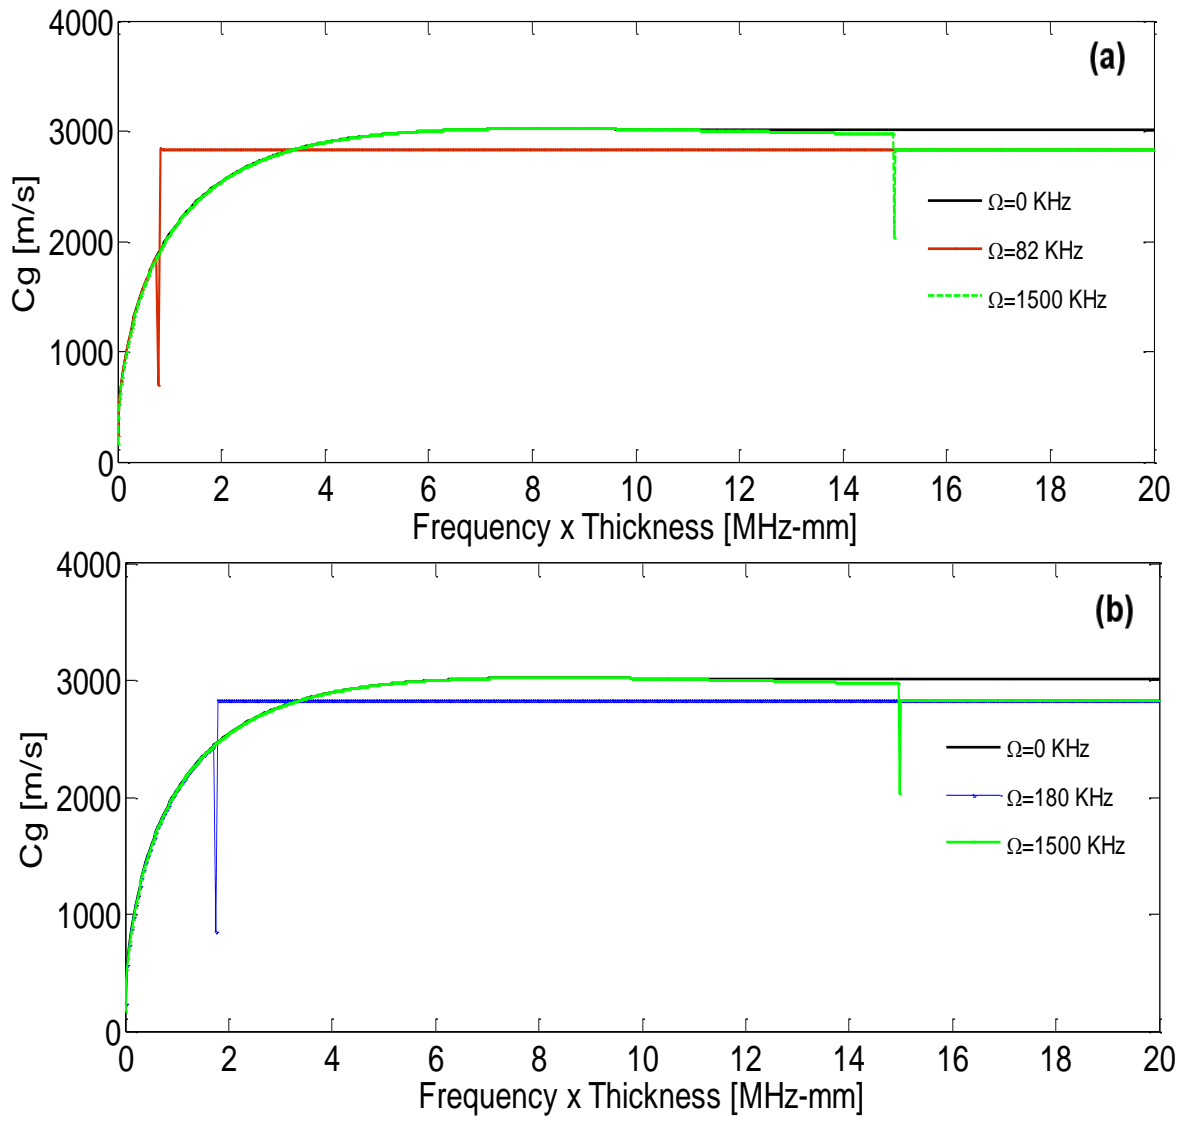 (a)
Cg [m/s]
4000
3000
2000
1000
0
Ω=0 KHz
Ω=82 KHz
Ω=1500 KHz
0 2 4 6 8 10 12 14 16 18 20
Frequency x Thickness [MHz-mm]
(b)
Cg [m/s]
4000
3000
2000
1000
0
Ω=0 KHz
Ω=180 KHz
Ω=1500 KHz
0 2 4 6 8 10 12 14 16 18 20
Frequency x Thickness [MHz-mm]